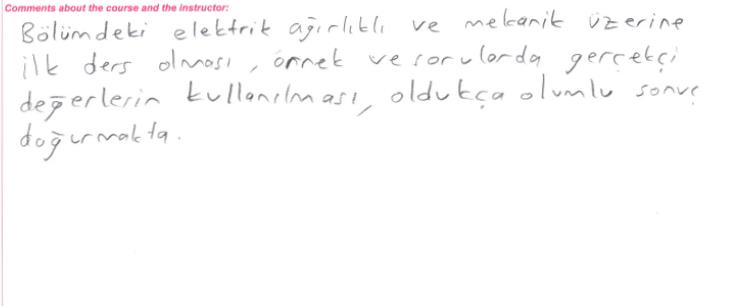 Comments about the course and the instructor:
Bölümdeki elektrik ağırlıklı ve mekanik üzerine
ilk ders olması, örnek ve sorularda gerçekçi
değerlerin kullanılması, oldukça olumlu sonuç
doğurmakta.